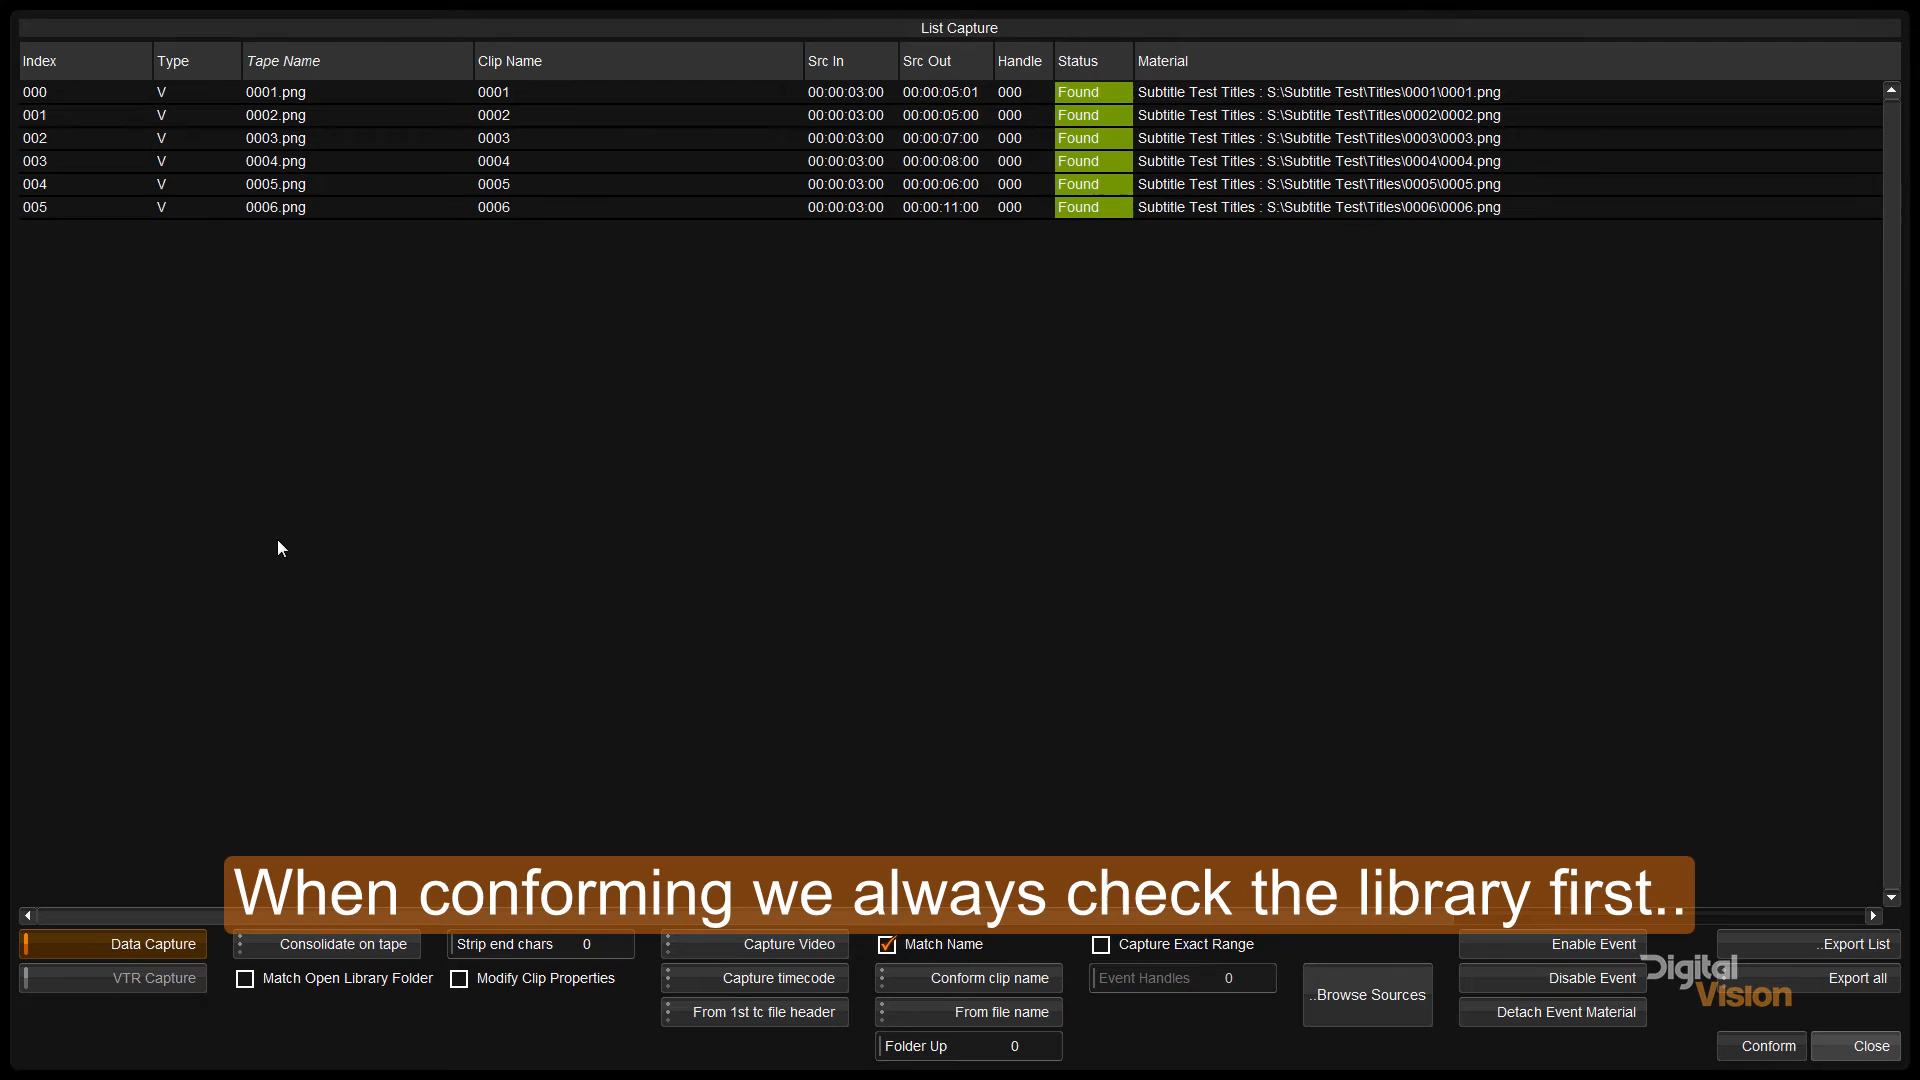 List Capture
Index Type Tape Name Clip Name Src In Src Out Handle Status Material
000 V 0001.png 0001 00:00:03:00 00:00:05:01 000 Found Subtitle Test Titles : S:\Subtitle Test\Titles\0001\0001.png
001 V 0002.png 0002 00:00:03:00 00:00:05:00 000 Found Subtitle Test Titles : S:\Subtitle Test\Titles\0002\0002.png
002 V 0003.png 0003 00:00:03:00 00:00:07:00 000 Found Subtitle Test Titles : S:\Subtitle Test\Titles\0003\0003.png
003 V 0004.png 0004 00:00:03:00 00:00:08:00 000 Found Subtitle Test Titles : S:\Subtitle Test\Titles\0004\0004.png
004 V 0005.png 0005 00:00:03:00 00:00:06:00 000 Found Subtitle Test Titles : S:\Subtitle Test\Titles\0005\0005.png
005 V 0006.png 0006 00:00:03:00 00:00:11:00 000 Found Subtitle Test Titles : S:\Subtitle Test\Titles\0006\0006.png
When conforming we always check the library first..
Data Capture Consolidate on tape Strip end chars 0 Capture Video Match Name Capture Exact Range Enable Event ..Export List
VTR Capture Match Open Library Folder Modify Clip Properties Capture timecode Conform clip name Event Handles 0 ..Browse Sources Disable Event Export all
Digital Vision
From 1st tc file header From file name Detach Event Material
Folder Up 0 Conform Close